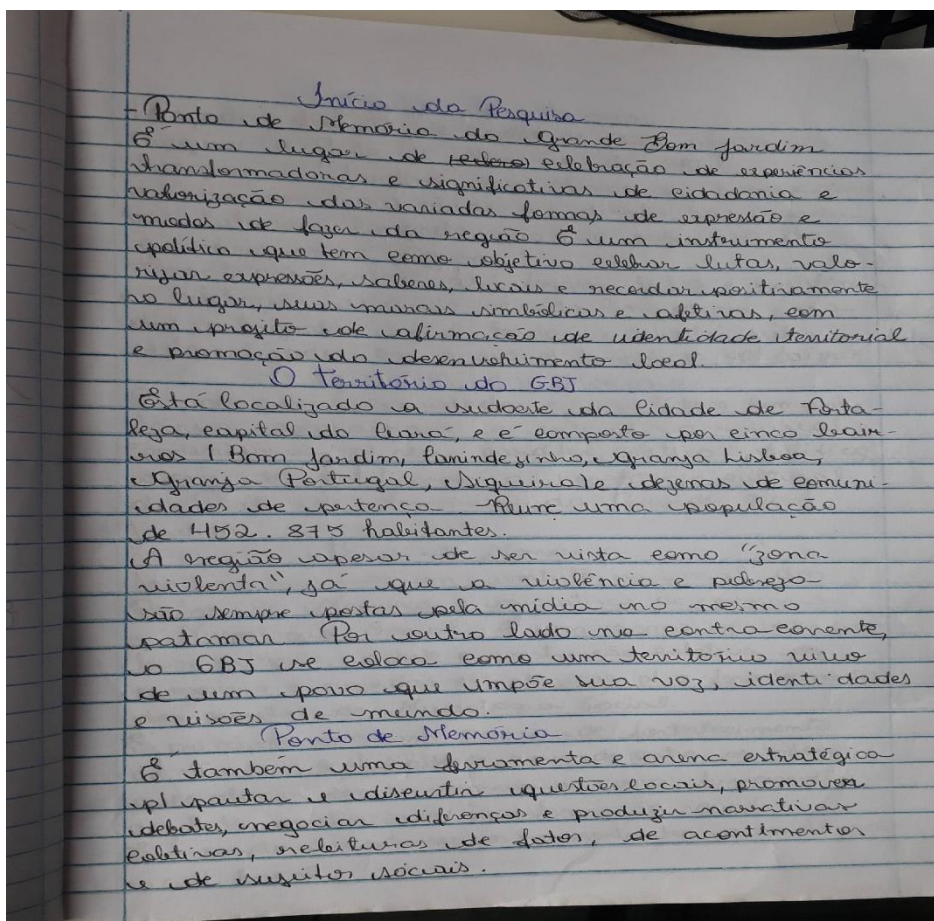 Início da Pesquisa
- Ponto de Memória do Grande Bom Jardim
É um lugar de celebração de experiências
transformadoras e significativas de cidadania e
valorização das variadas formas de expressão e
modos de fazer da região É um instrumento
político que tem como objetivo celebrar lutas, valo-
rizar expressões, saberes, locais e recordar positivamente
o lugar, suas marcas simbólicas e afetivas, com
um projeto de afirmação de identidade territorial
e promoção do desenvolvimento local.
O Território do GBJ
Está localizado a sudoeste da Cidade de Forta-
leza, capital do Ceará, e é composto por cinco bair-
ros (Bom Jardim, Canindezinho, Granja Lisboa,
Granja Portugal, Siqueira) e dezenas de comuni-
dades de pertença. Reune uma população
de 452.875 habitantes.
A região apesar de ser vista como "zona
violenta", já que a violência e pobreza
são sempre postas pela mídia no mesmo
patamar Por outro lado na contra-corrente,
o GBJ se coloca como um território vivo
de um povo que impõe sua voz, identidades
e visões de mundo.
Ponto de Memória
É também uma ferramenta e arena estratégica
p/ pautar e discutir questões locais, promover
debates, negociar diferenças e produzir narrativas
coletivas, releituras de fatos, de acontimentos
e de sujeitos sociais.